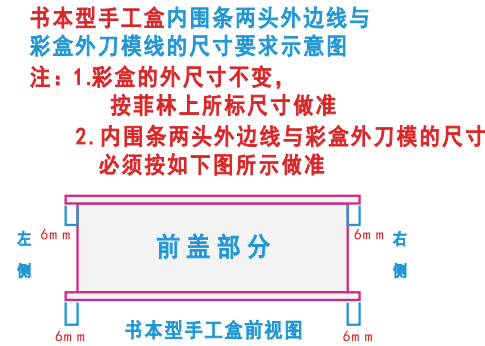 书本型手工盒内围条两头外边线与
彩盒外刀模线的尺寸要求示意图
注：1.彩盒的外尺寸不变，
按菲林上所标尺寸做准
2.内围条两头外边线与彩盒外刀模的尺寸
必须按如下图所示做准
左侧
6mm
前盖部分
6mm
右侧
6mm
书本型手工盒前视图
6mm